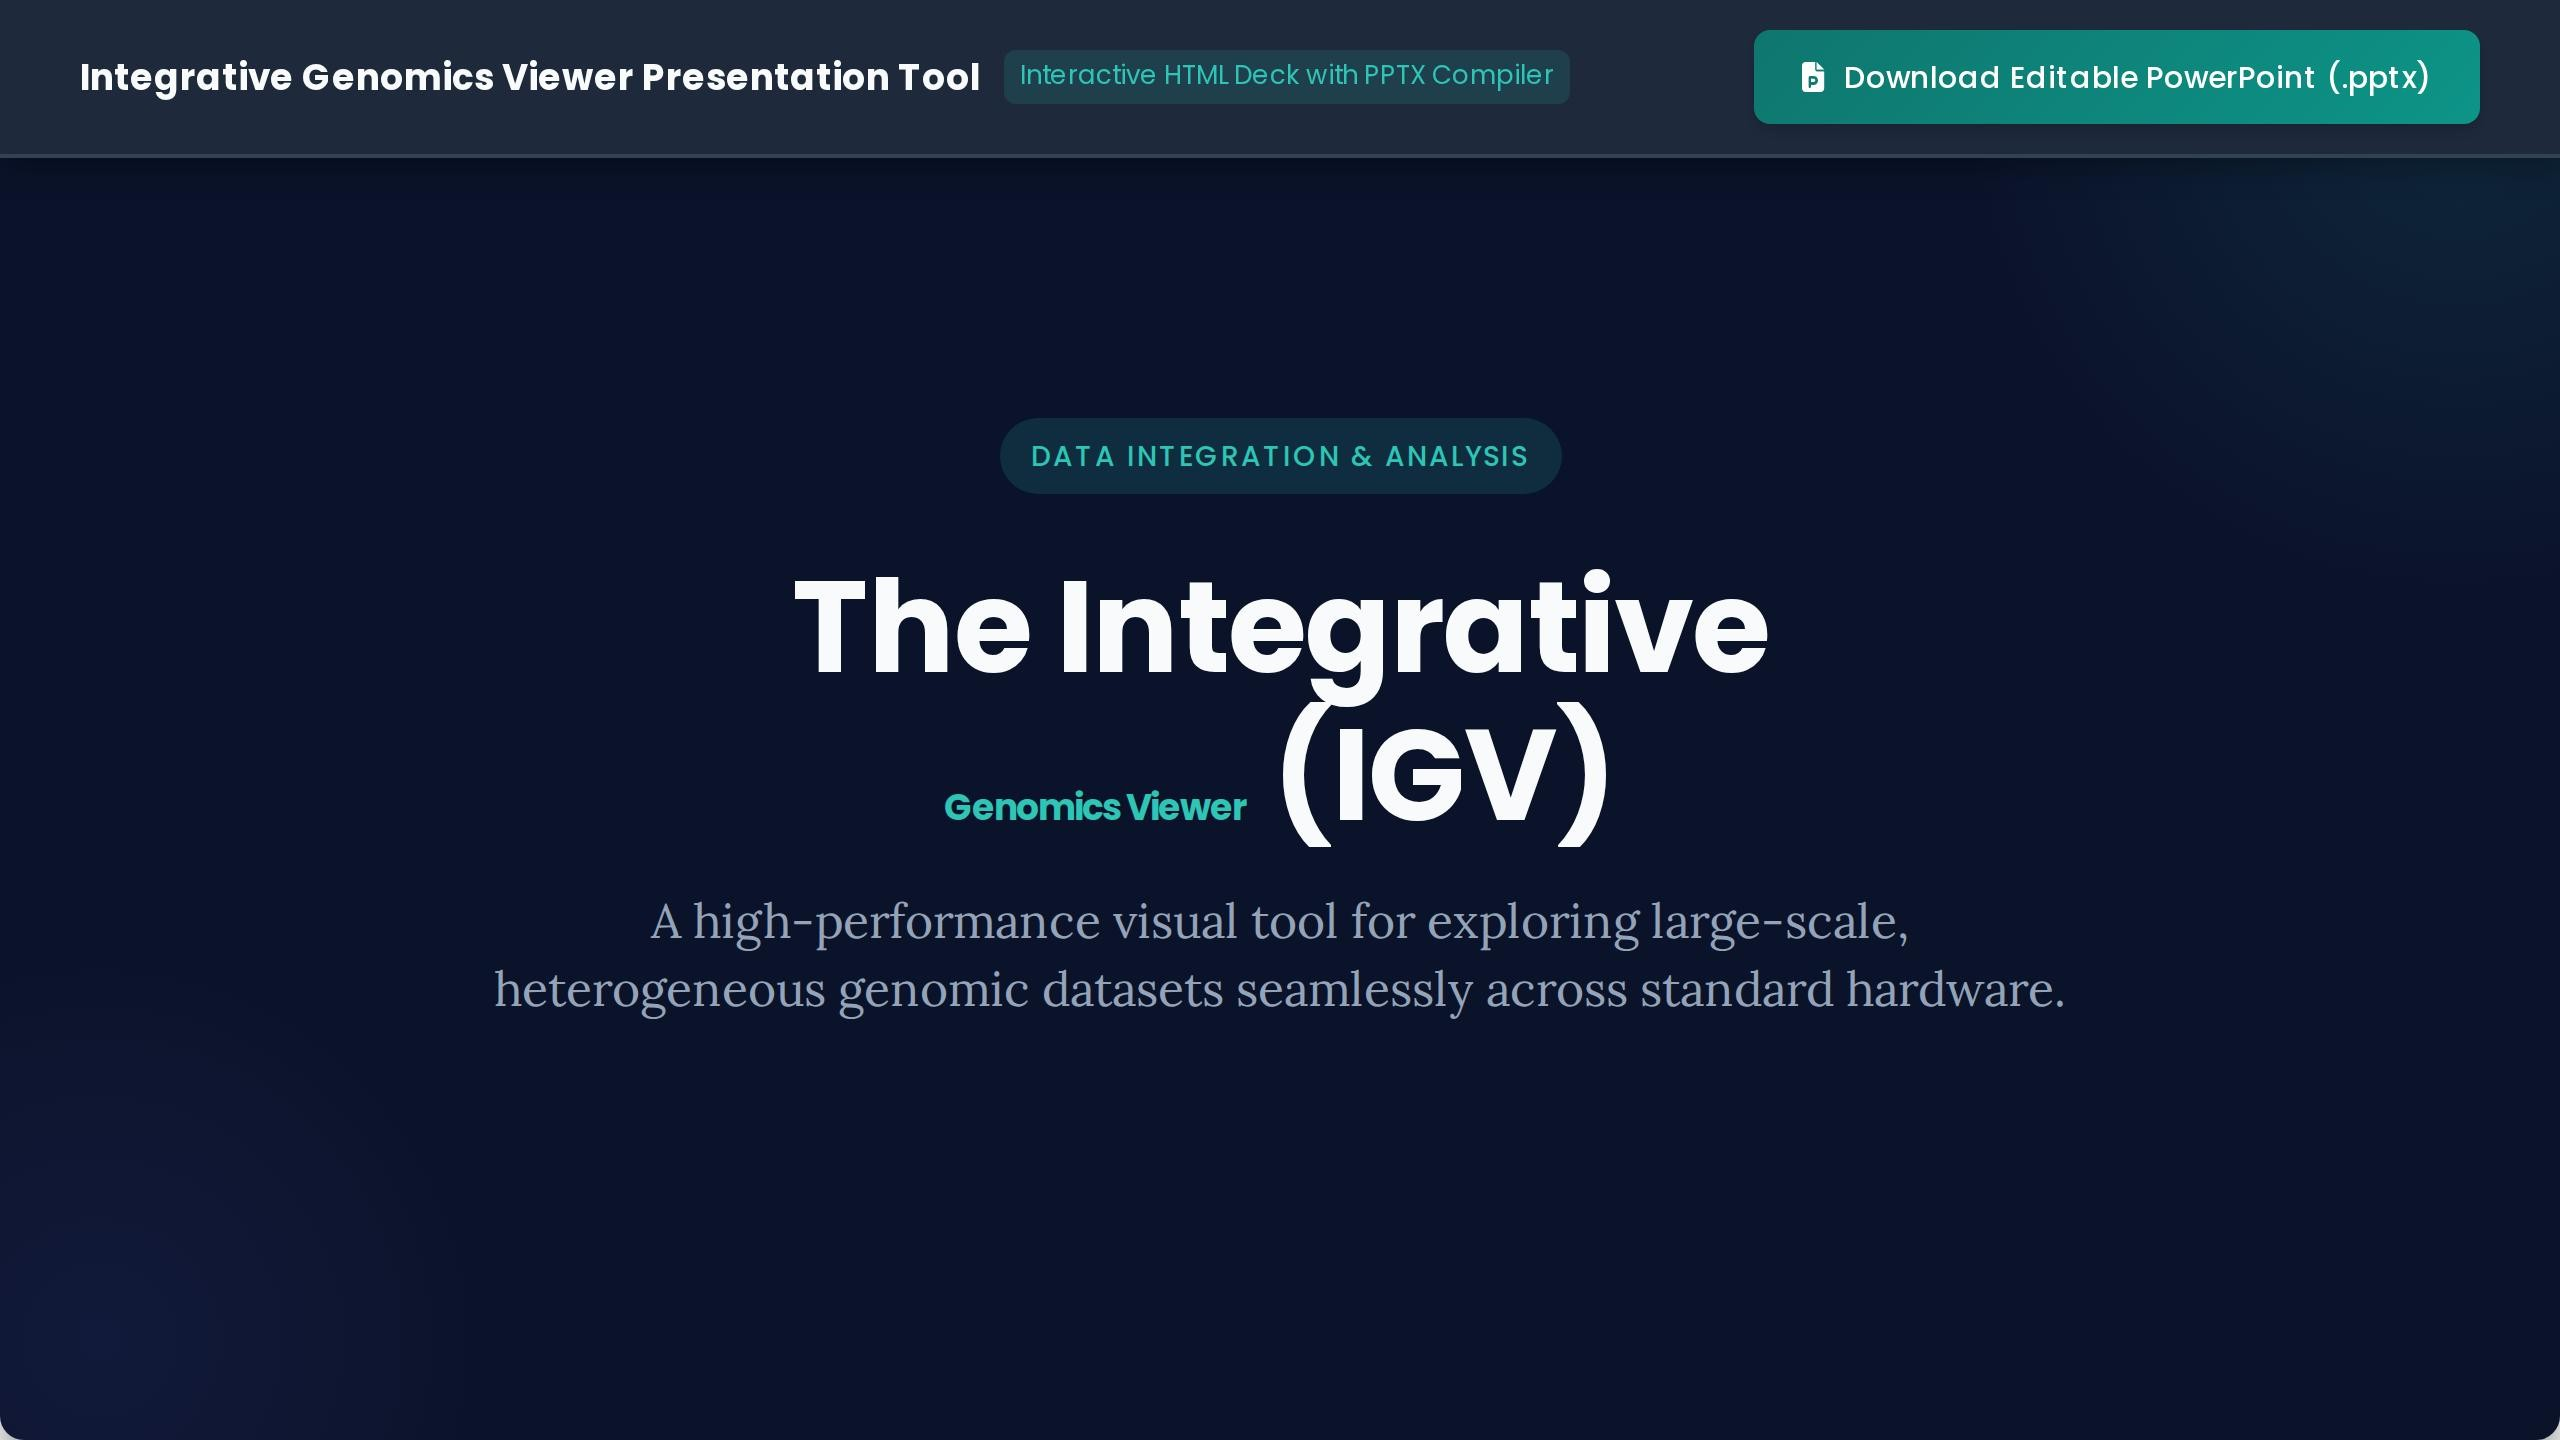 Integrative Genomics Viewer Presentation Tool
Interactive HTML Deck with PPTX Compiler
Download Editable PowerPoint (.pptx)
DATA INTEGRATION & ANALYSIS
The Integrative
Genomics Viewer (IGV)
A high-performance visual tool for exploring large-scale,
heterogeneous genomic datasets seamlessly across standard hardware.